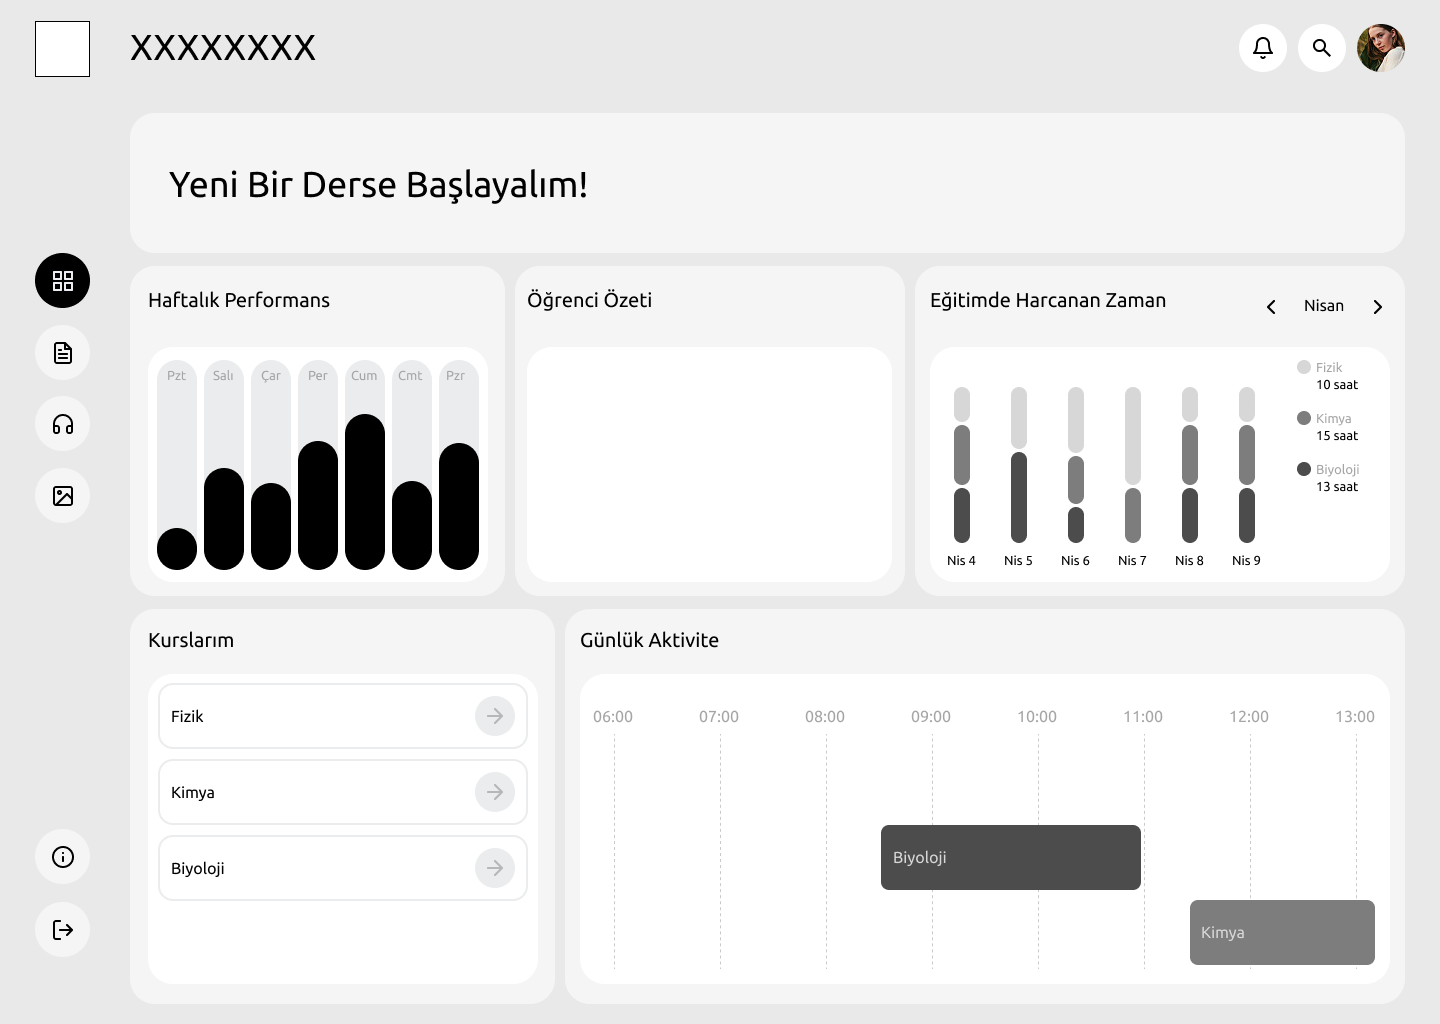 XXXXXXXX
Yeni Bir Derse Başlayalım!
Haftalık Performans
Pzt Salı Çar Per Cum Cmt Pzr
Öğrenci Özeti
Eğitimde Harcanan Zaman
Nisan
Fizik
10 saat
Kimya
15 saat
Biyoloji
13 saat
Nis 4 Nis 5 Nis 6 Nis 7 Nis 8 Nis 9
Kurslarım
Fizik
Kimya
Biyoloji
Günlük Aktivite
06:00 07:00 08:00 09:00 10:00 11:00 12:00 13:00
Biyoloji
Kimya